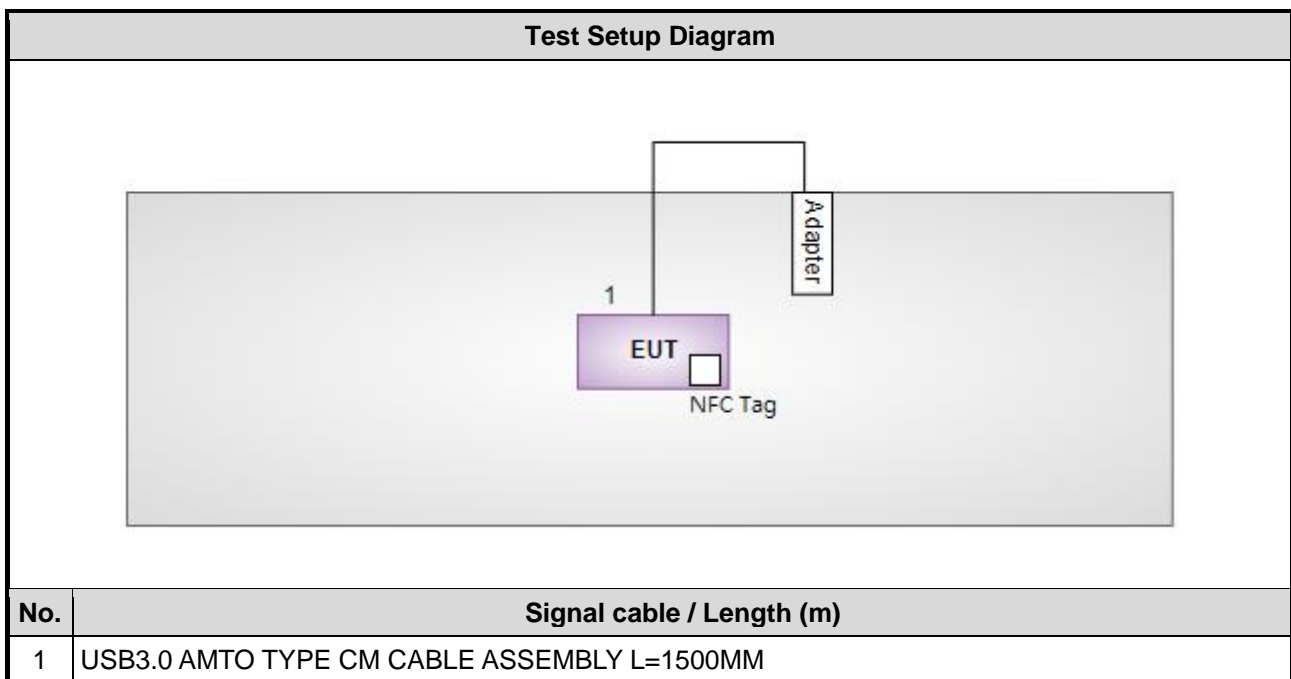 Test Setup Diagram
Adapter
1
EUT
NFC Tag
No. Signal cable / Length (m)
1 USB3.0 AMTO TYPE CM CABLE ASSEMBLY L=1500MM